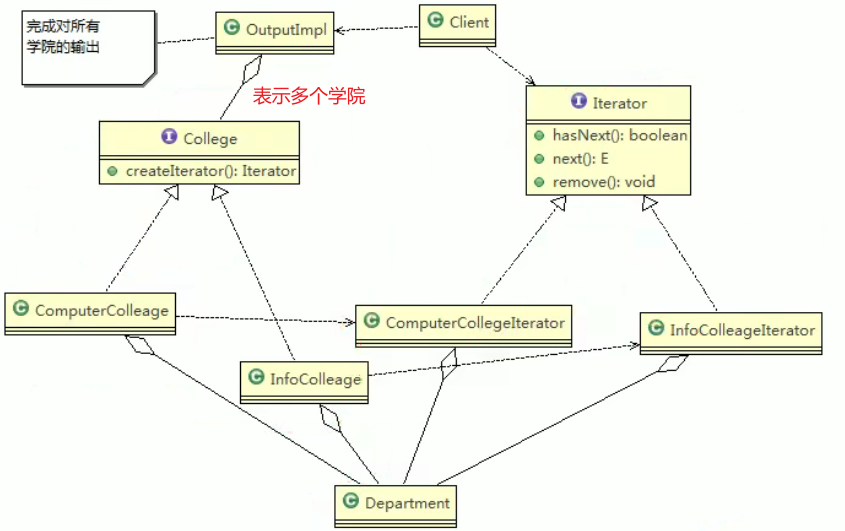 完成对所有
学院的输出
OutputImpl
Client
表示多个学院
Iterator
hasNext(): boolean
next(): E
remove(): void
College
createIterator(): Iterator
ComputerColleage
ComputerCollegeIterator
InfoColleageIterator
InfoColleage
Department